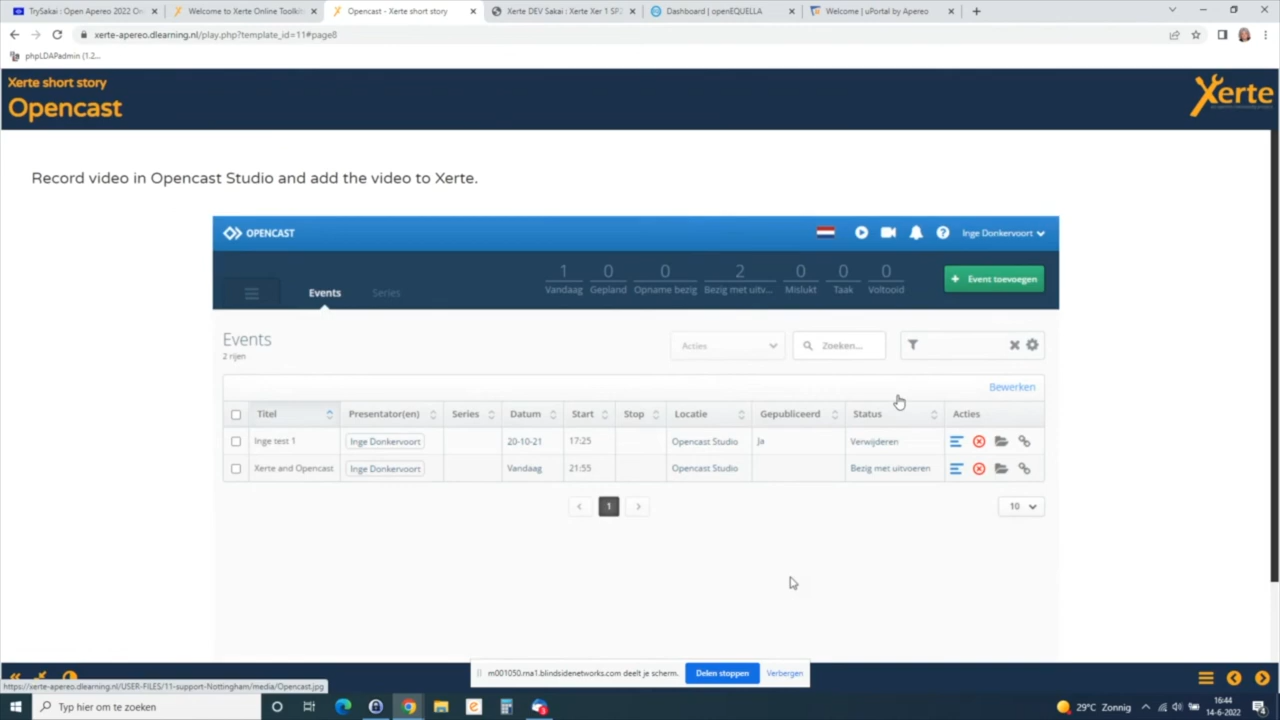 TrySakai : Open Apereo 2022 On
Welcome to Xerte Online Toolkits
Opencast - Xerte short story
Xerte DEV Sakai : Xerte Xer 1 SP2
Dashboard | openEQUELLA
Welcome | uPortal by Apereo
xerte-apereo.dlearning.nl/play.php?template_id=11#page8
phpLDAPadmin (1.2...
Xerte short story
Opencast
Xerte
Record video in Opencast Studio and add the video to Xerte.
OPENCAST
Inge Donkervoort
1 0 0 2 0 0 0
Vandaag Gepland Opname bezig Bezig met uitv... Mislukt Taak Voltooid
+ Event toevoegen
Events Series
Events
2 rijen
Acties
Zoeken...
Bewerken
Titel Presentator(en) Series Datum Start Stop Locatie Gepubliceerd Status Acties
Inge test 1 Inge Donkervoort 20-10-21 17:25 Opencast Studio Ja Verwijderen
Xerte and Opencast Inge Donkervoort Vandaag 21:55 Opencast Studio Bezig met uitvoeren
1
10
m001050.rna1.blindsidenetworks.com deelt je scherm.
Delen stoppen
Verbergen
https://xerte-apereo.dlearning.nl/USER-FILES/11-support-Nottingham/media/Opencast.jpg
Typ hier om te zoeken
29°C Zonnig
16:44
14-6-2022
4